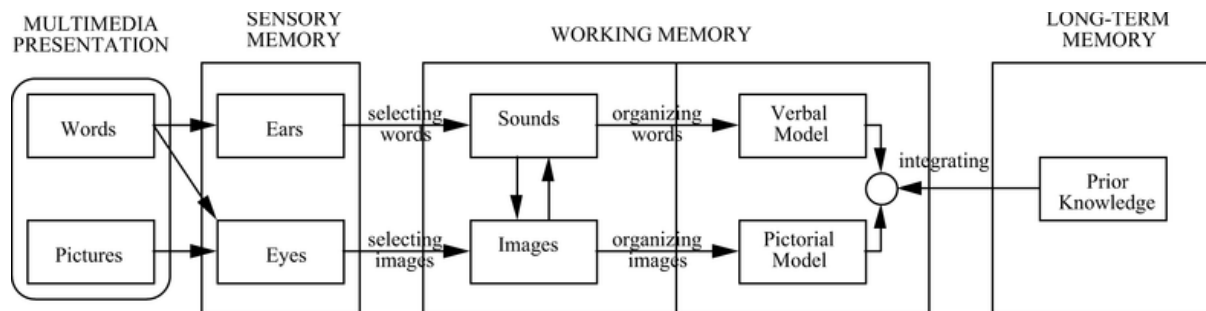 MULTIMEDIA
PRESENTATION
SENSORY
MEMORY
WORKING MEMORY
LONG-TERM
MEMORY
Words
Ears
selecting
words
Sounds
organizing
words
Verbal
Model
integrating
Prior
Knowledge
Pictures
Eyes
selecting
images
Images
organizing
images
Pictorial
Model